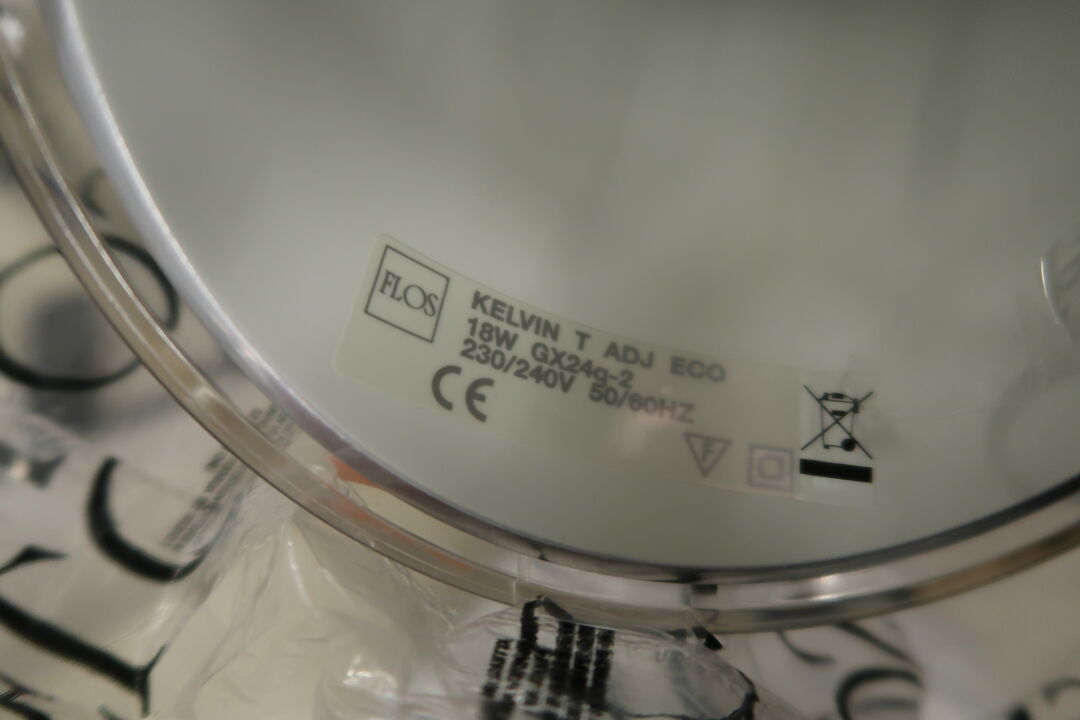 FLOS
KELVIN T ADJ ECO
18W GX24q-2
230/240V 50/60HZ
CE
F